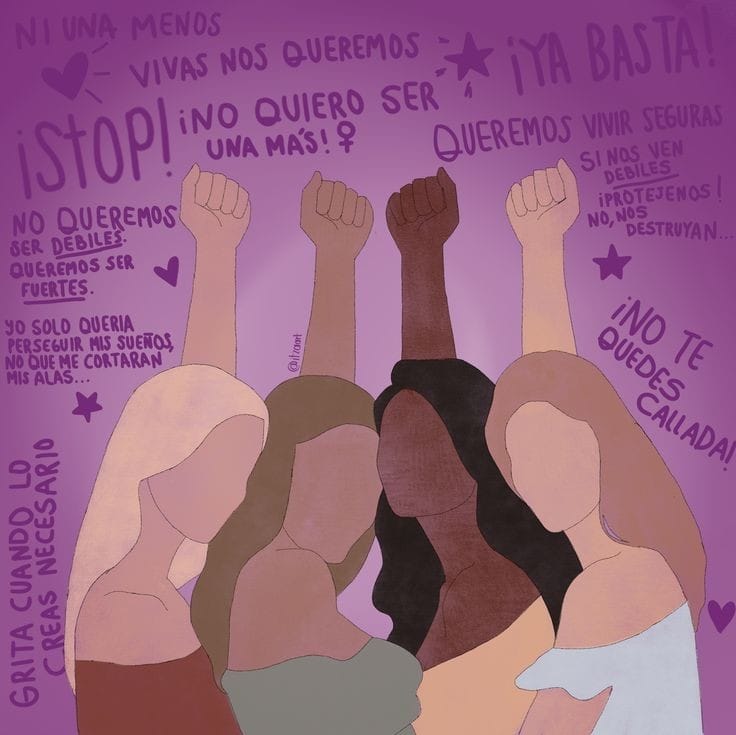 NI UNA MENOS
VIVAS NOS QUEREMOS
¡YA BASTA!
¡STOP!
¡NO QUIERO SER
UNA MÁS!
QUEREMOS VIVIR SEGURAS
SI NOS VEN
DEBILES
¡PROTEJENOS!
NO, NOS
DESTRUYAN...
NO QUEREMOS
SER DEBILES.
QUEREMOS SER
FUERTES.
YO SOLO QUERIA
PERSEGUIR MIS SUEÑOS,
NO QUE ME CORTARAN
MIS ALAS...
¡NO TE
QUEDES
CALLADA!
GRITA CUANDO LO
CREAS NECESARIO